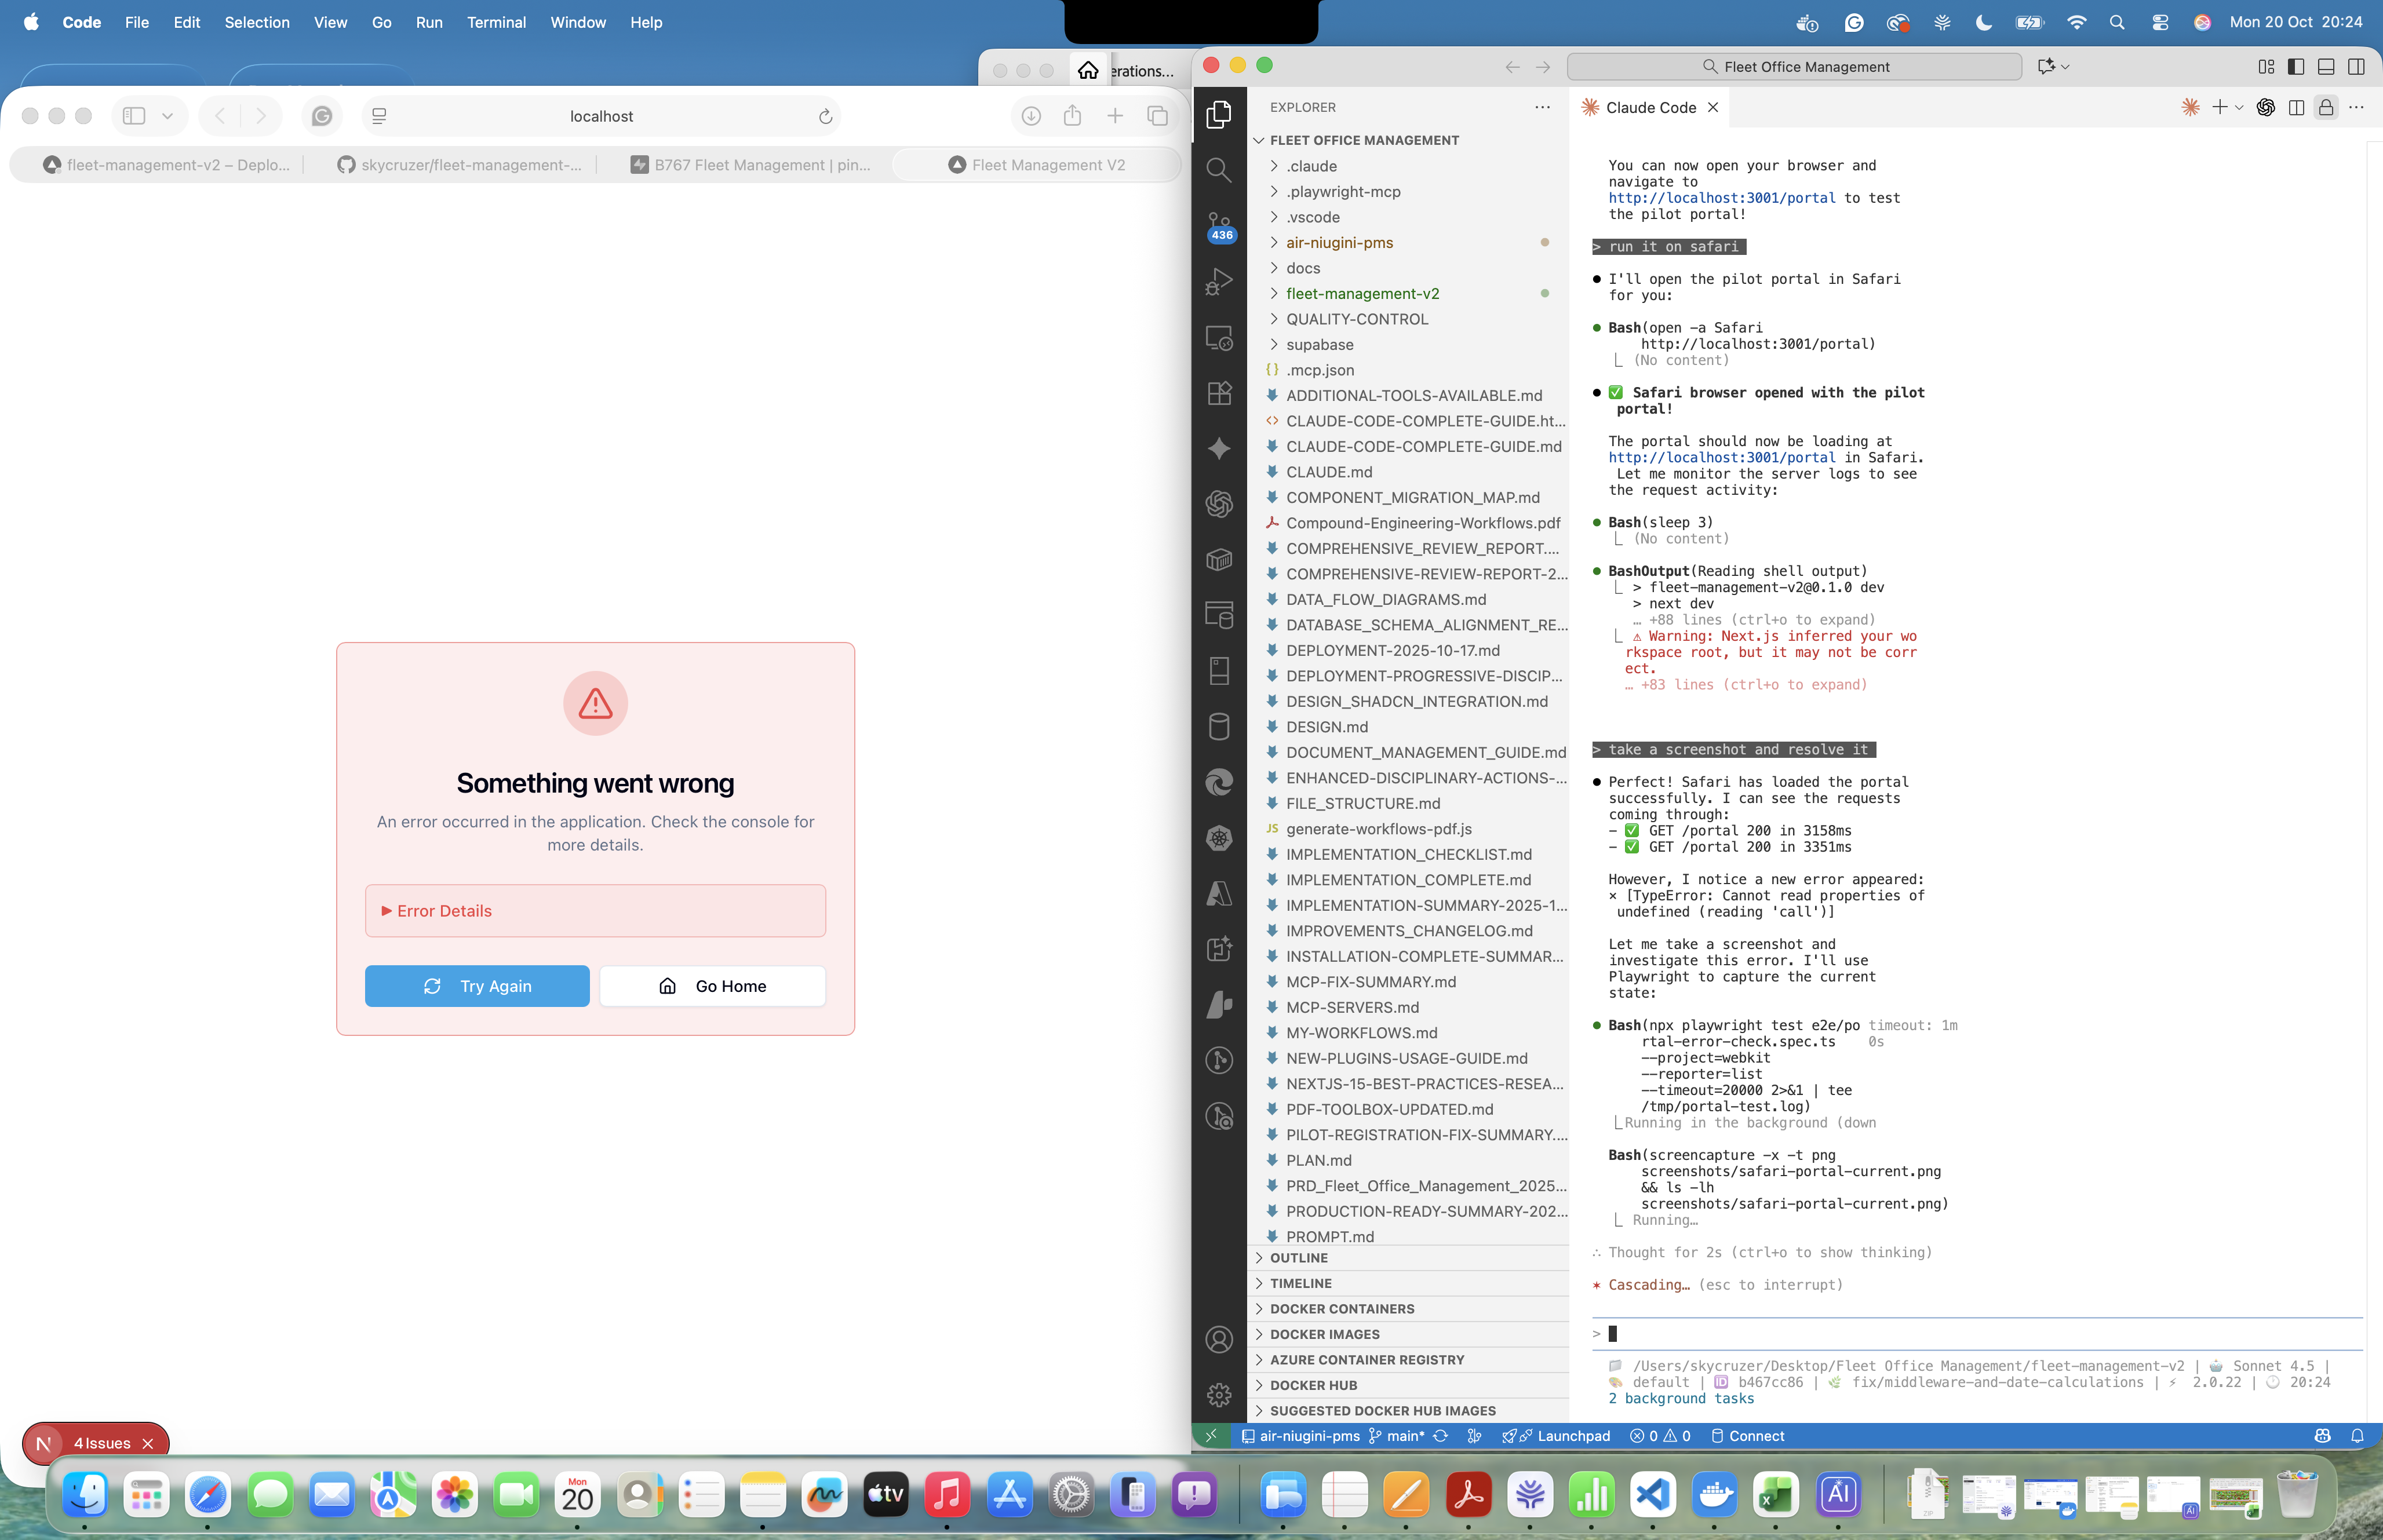 Code File Edit Selection View Go Run Terminal Window Help
Mon 20 Oct 20:24
erations...
localhost
fleet-management-v2 – Deplo...
skycruzer/fleet-management-...
B767 Fleet Management | pin...
Fleet Management V2
Something went wrong
An error occurred in the application. Check the console for
more details.
Error Details
Try Again
Go Home
N 4 Issues
Fleet Office Management
436
EXPLORER
FLEET OFFICE MANAGEMENT
.claude
.playwright-mcp
.vscode
air-niugini-pms
docs
fleet-management-v2
QUALITY-CONTROL
supabase
{} .mcp.json
ADDITIONAL-TOOLS-AVAILABLE.md
<> CLAUDE-CODE-COMPLETE-GUIDE.ht...
CLAUDE-CODE-COMPLETE-GUIDE.md
CLAUDE.md
COMPONENT_MIGRATION_MAP.md
Compound-Engineering-Workflows.pdf
COMPREHENSIVE_REVIEW_REPORT....
COMPREHENSIVE-REVIEW-REPORT-2...
DATA_FLOW_DIAGRAMS.md
DATABASE_SCHEMA_ALIGNMENT_RE...
DEPLOYMENT-2025-10-17.md
DEPLOYMENT-PROGRESSIVE-DISCIP...
DESIGN_SHADCN_INTEGRATION.md
DESIGN.md
DOCUMENT_MANAGEMENT_GUIDE.md
ENHANCED-DISCIPLINARY-ACTIONS-...
FILE_STRUCTURE.md
JS generate-workflows-pdf.js
IMPLEMENTATION_CHECKLIST.md
IMPLEMENTATION_COMPLETE.md
IMPLEMENTATION-SUMMARY-2025-1...
IMPROVEMENTS_CHANGELOG.md
INSTALLATION-COMPLETE-SUMMAR...
MCP-FIX-SUMMARY.md
MCP-SERVERS.md
MY-WORKFLOWS.md
NEW-PLUGINS-USAGE-GUIDE.md
NEXTJS-15-BEST-PRACTICES-RESEA...
PDF-TOOLBOX-UPDATED.md
PILOT-REGISTRATION-FIX-SUMMARY....
PLAN.md
PRD_Fleet_Office_Management_2025...
PRODUCTION-READY-SUMMARY-202...
PROMPT.md
OUTLINE
TIMELINE
DOCKER CONTAINERS
DOCKER IMAGES
AZURE CONTAINER REGISTRY
DOCKER HUB
SUGGESTED DOCKER HUB IMAGES
Claude Code
You can now open your browser and
navigate to
http://localhost:3001/portal to test
the pilot portal!
> run it on safari
● I'll open the pilot portal in Safari
for you:
● Bash(open -a Safari
http://localhost:3001/portal)
⎿ (No content)
● ✅ Safari browser opened with the pilot
portal!
The portal should now be loading at
http://localhost:3001/portal in Safari.
Let me monitor the server logs to see
the request activity:
● Bash(sleep 3)
⎿ (No content)
● BashOutput(Reading shell output)
⎿ > fleet-management-v2@0.1.0 dev
> next dev
… +88 lines (ctrl+o to expand)
⎿ ⚠ Warning: Next.js inferred your wo
rkspace root, but it may not be corr
ect.
… +83 lines (ctrl+o to expand)
> take a screenshot and resolve it
● Perfect! Safari has loaded the portal
successfully. I can see the requests
coming through:
- ✅ GET /portal 200 in 3158ms
- ✅ GET /portal 200 in 3351ms
However, I notice a new error appeared:
× [TypeError: Cannot read properties of
undefined (reading 'call')]
Let me take a screenshot and
investigate this error. I'll use
Playwright to capture the current
state:
● Bash(npx playwright test e2e/po timeout: 1m
rtal-error-check.spec.ts 0s
--project=webkit
--reporter=list
--timeout=20000 2>&1 | tee
/tmp/portal-test.log)
⎿ Running in the background (down
Bash(screencapture -x -t png
screenshots/safari-portal-current.png
&& ls -lh
screenshots/safari-portal-current.png)
⎿ Running…
∴ Thought for 2s (ctrl+o to show thinking)
✶ Cascading… (esc to interrupt)
>
/Users/skycruzer/Desktop/Fleet Office Management/fleet-management-v2 | Sonnet 4.5 |
default | ID b467cc86 | fix/middleware-and-date-calculations | ⚡ 2.0.22 | 20:24
2 background tasks
air-niugini-pms main* Launchpad 0 0 Connect
Mon
20
tv
AI
ZIP